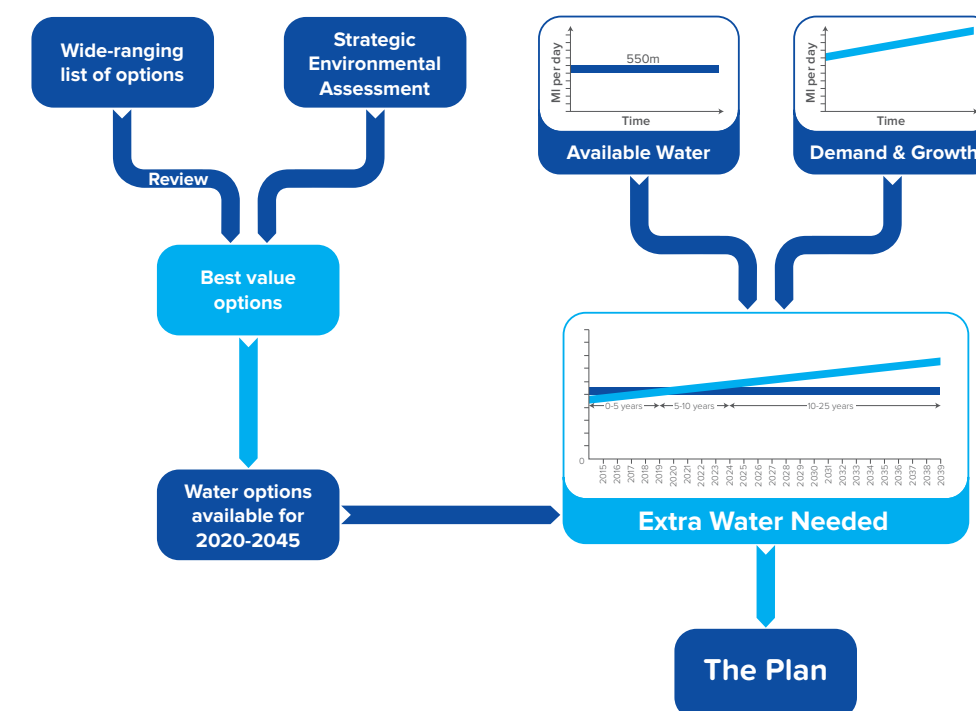 Wide-ranging
list of options
Strategic
Environmental
Assessment
Review
Best value
options
Water options
available for
2020-2045
Ml per day
550m
Time
Available Water
Ml per day
Time
Demand & Growth
0-5 years
5-10 years
10-25 years
0
2015
2016
2017
2018
2019
2020
2021
2022
2023
2024
2025
2026
2027
2028
2029
2030
2031
2032
2033
2034
2035
2036
2037
2038
2039
Extra Water Needed
The Plan